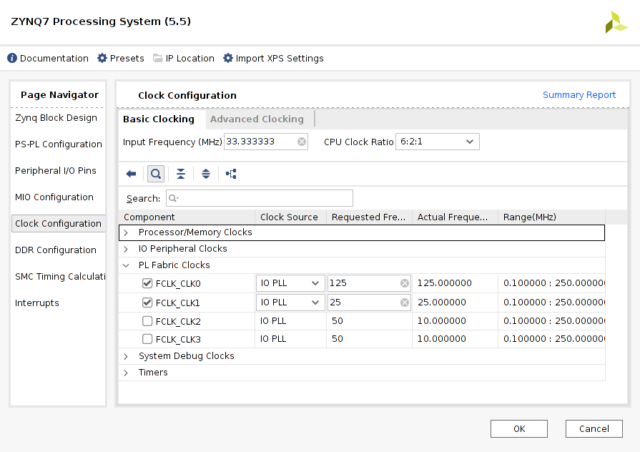 ZYNQ7 Processing System (5.5)
Documentation Presets IP Location Import XPS Settings
Page Navigator
Zynq Block Design
PS-PL Configuration
Peripheral I/O Pins
MIO Configuration
Clock Configuration
DDR Configuration
SMC Timing Calculati
Interrupts
Clock Configuration Summary Report
Basic Clocking Advanced Clocking
Input Frequency (MHz) 33.333333 CPU Clock Ratio 6:2:1
Search: Q-
Component Clock Source Requested Fre... Actual Freque... Range(MHz)
Processor/Memory Clocks
IO Peripheral Clocks
PL Fabric Clocks
FCLK_CLK0 IO PLL 125 125.000000 0.100000 : 250.000000
FCLK_CLK1 IO PLL 25 25.000000 0.100000 : 250.000000
FCLK_CLK2 IO PLL 50 10.000000 0.100000 : 250.000000
FCLK_CLK3 IO PLL 50 10.000000 0.100000 : 250.000000
System Debug Clocks
Timers
OK Cancel